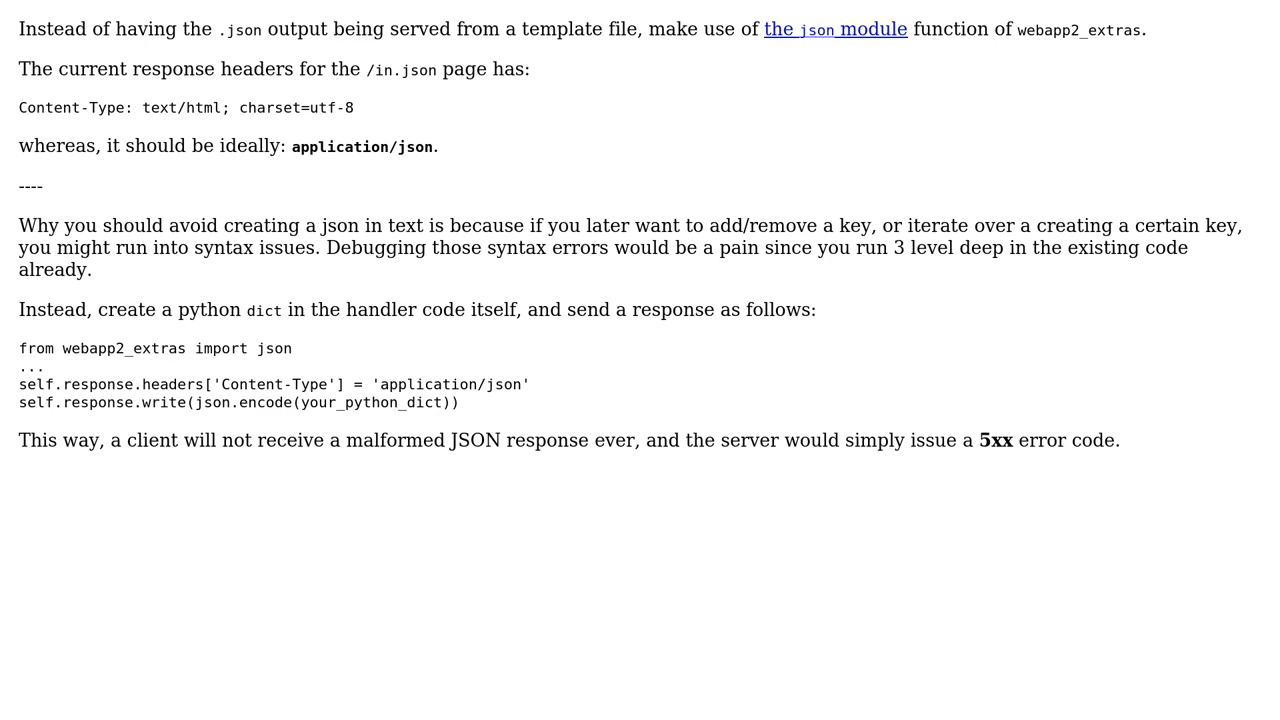 Instead of having the .json output being served from a template file, make use of the json module function of webapp2_extras.
The current response headers for the /in.json page has:
Content-Type: text/html; charset=utf-8
whereas, it should be ideally: application/json.
----
Why you should avoid creating a json in text is because if you later want to add/remove a key, or iterate over a creating a certain key,
you might run into syntax issues. Debugging those syntax errors would be a pain since you run 3 level deep in the existing code
already.
Instead, create a python dict in the handler code itself, and send a response as follows:
from webapp2_extras import json
...
self.response.headers['Content-Type'] = 'application/json'
self.response.write(json.encode(your_python_dict))
This way, a client will not receive a malformed JSON response ever, and the server would simply issue a 5xx error code.